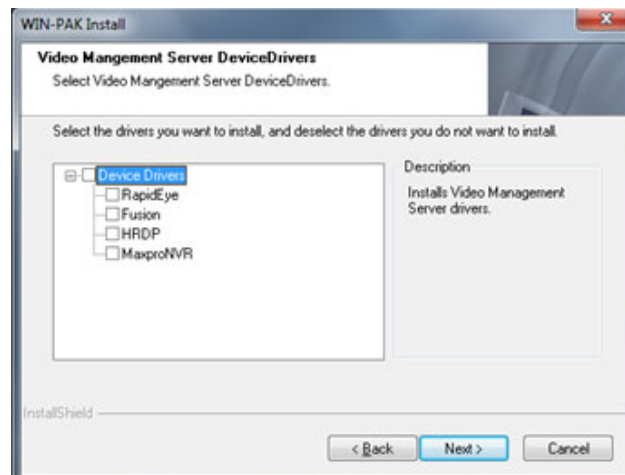 WIN-PAK Install
Video Mangement Server DeviceDrivers
Select Video Mangement Server DeviceDrivers.
Select the drivers you want to install, and deselect the drivers you do not want to install.
Device Drivers
RapidEye
Fusion
HRDP
MaxproNVR
Description
Installs Video Management
Server drivers.
InstallShield
< Back
Next >
Cancel